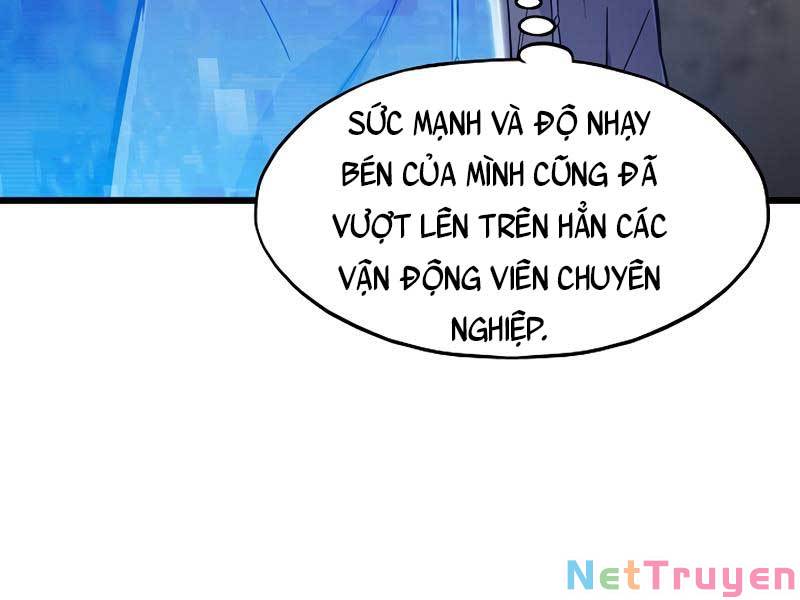 SỨC MẠNH VÀ ĐỘ NHẠY
BÉN CỦA MÌNH CŨNG ĐÃ
VƯỢT LÊN TRÊN HẲN CÁC
VẬN ĐỘNG VIÊN CHUYÊN
NGHIỆP.
NetTruyen